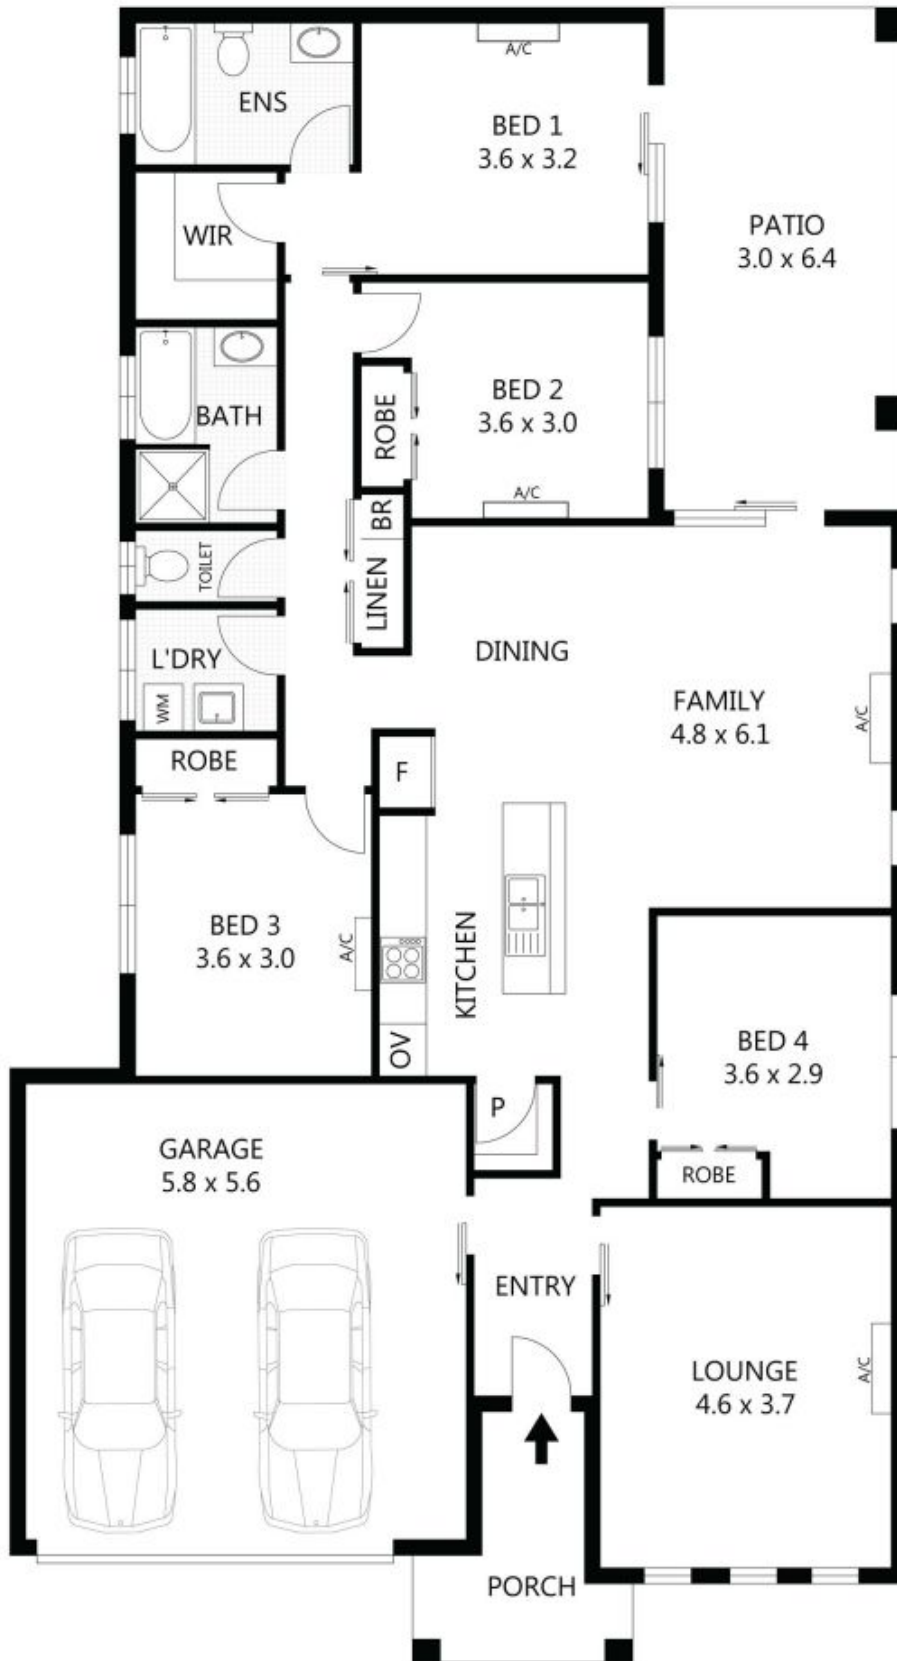 A/C
ENS
BED 1
3.6 x 3.2
WIR
PATIO
3.0 x 6.4
BATH
ROBE
BED 2
3.6 x 3.0
A/C
BR
LINEN
TOILET
L'DRY
WM
DINING
FAMILY
4.8 x 6.1
A/C
ROBE
F
BED 3
3.6 x 3.0
A/C
KITCHEN
OV
BED 4
3.6 x 2.9
P
ROBE
GARAGE
5.8 x 5.6
ENTRY
LOUNGE
4.6 x 3.7
A/C
PORCH